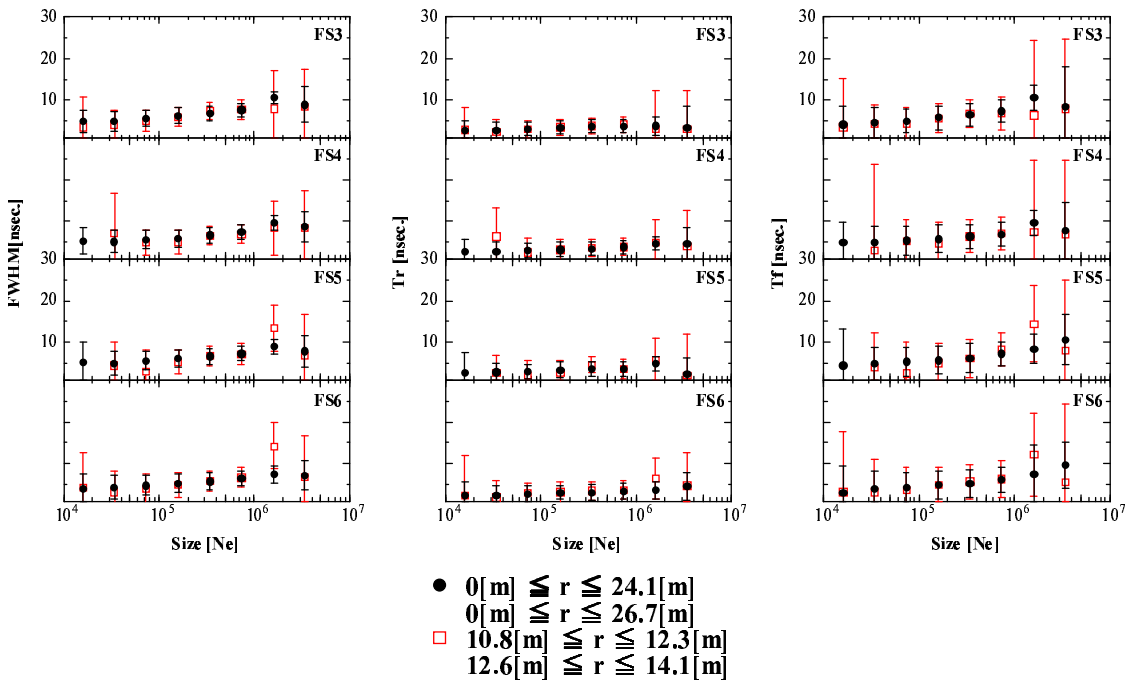 30
20
10
FS3
FS4
30
FS5
20
10
FS6
10^4 10^5 10^6 10^7
Size [Ne]
FWHM[nsec.]
30
20
10
FS3
FS4
30
FS5
20
10
FS6
10^4 10^5 10^6 10^7
Size [Ne]
Tr [nsec.]
30
20
10
FS3
FS4
30
FS5
20
10
FS6
10^4 10^5 10^6 10^7
Size [Ne]
Tf [nsec.]
● 0[m] ≦ r ≦ 24.1[m]
0[m] ≦ r ≦ 26.7[m]
□ 10.8[m] ≦ r ≦ 12.3[m]
12.6[m] ≦ r ≦ 14.1[m]